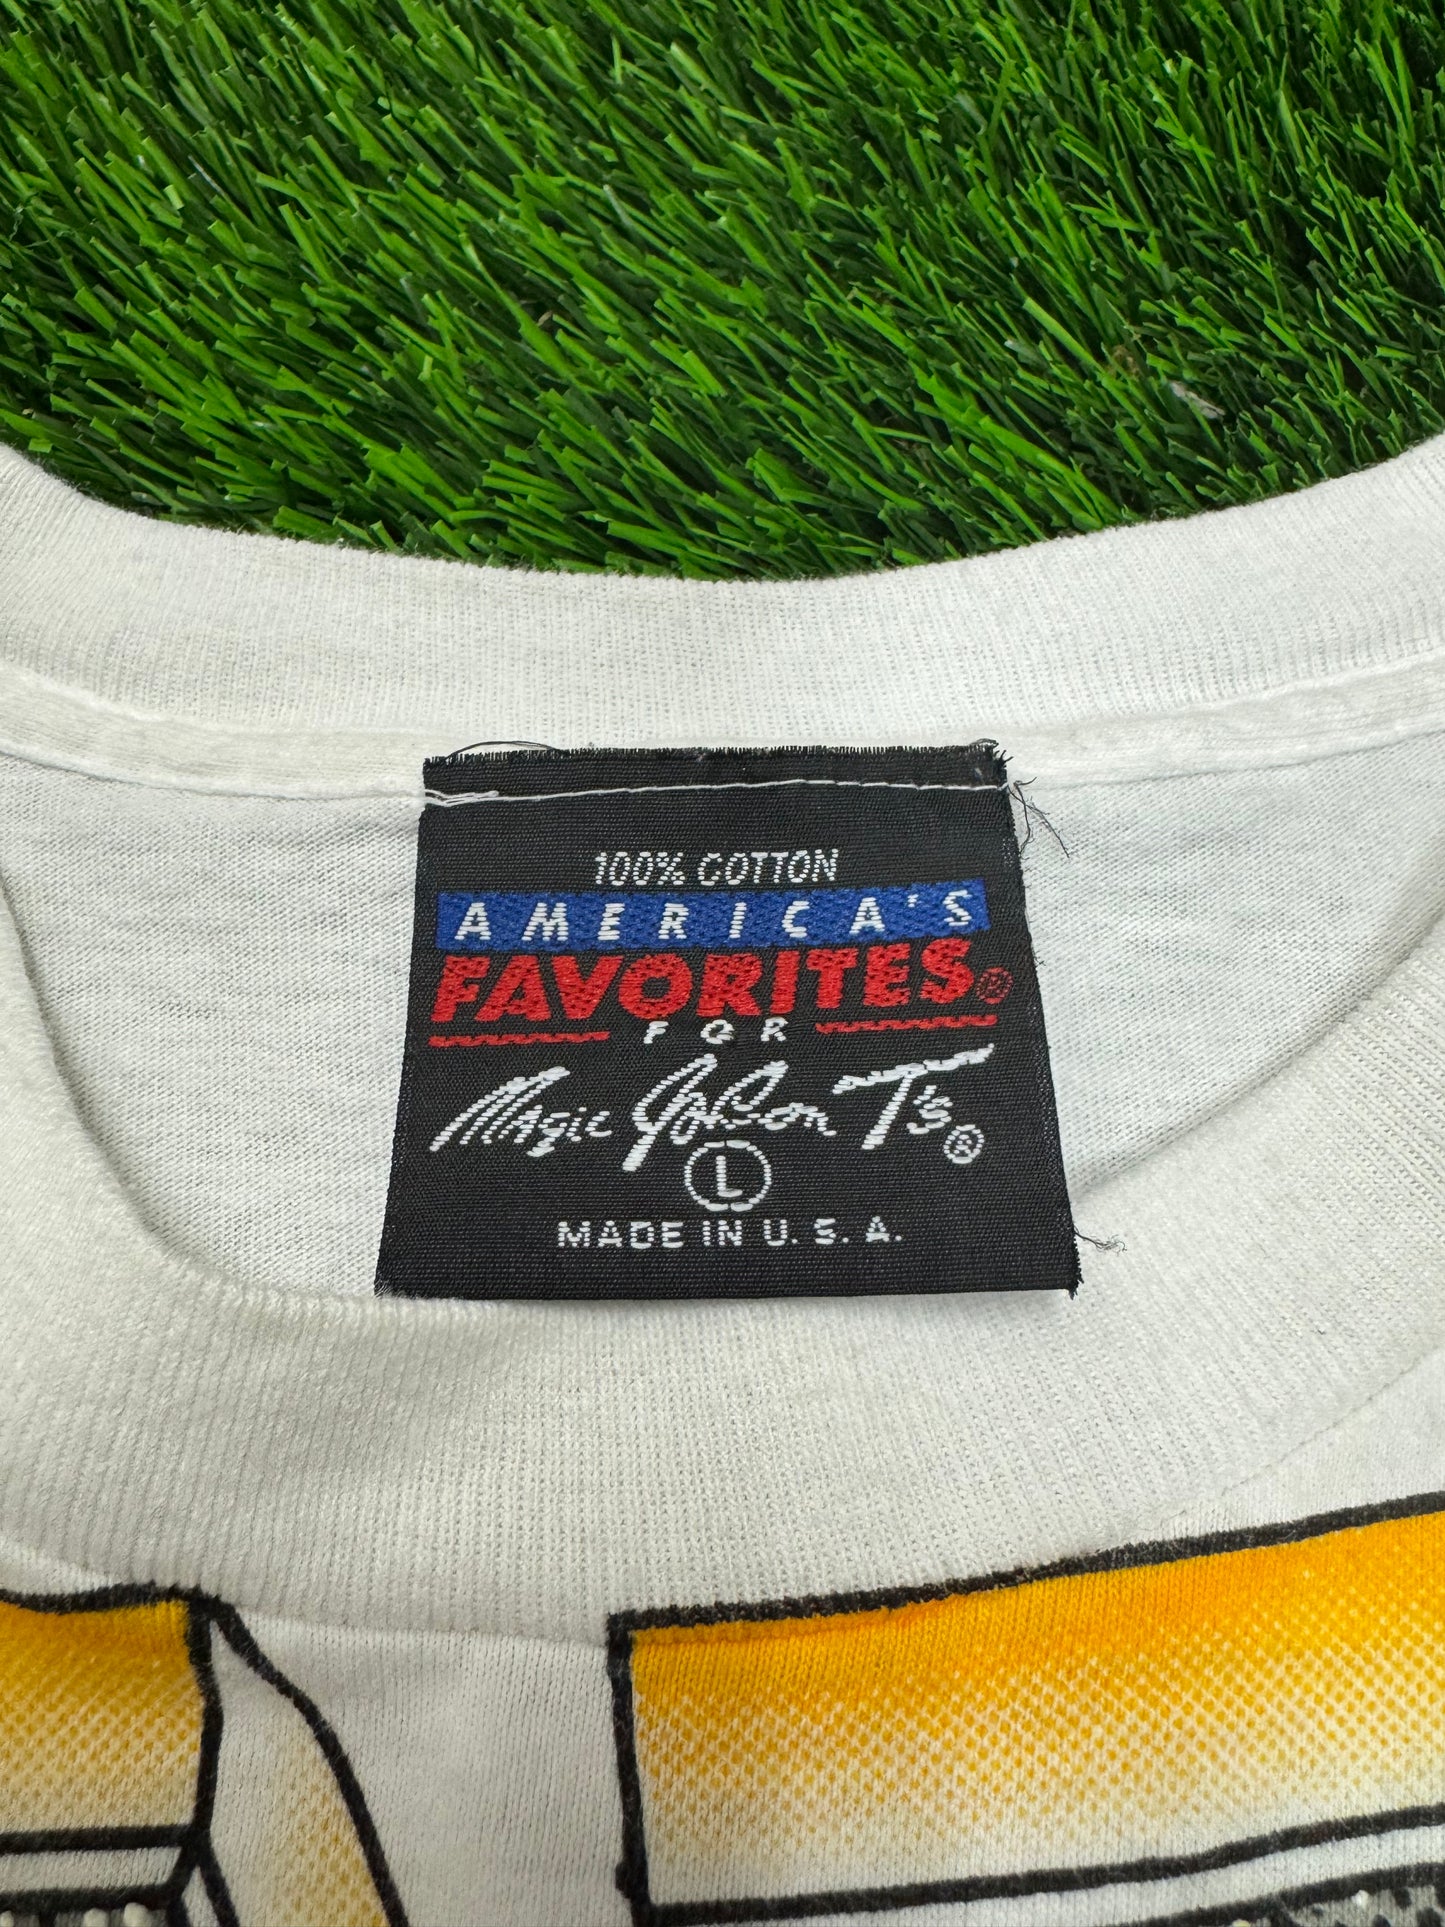 100% COTTON
AMERICA'S
FAVORITES®
FOR
Magic Johnson T's®
L
MADE IN U.S.A.